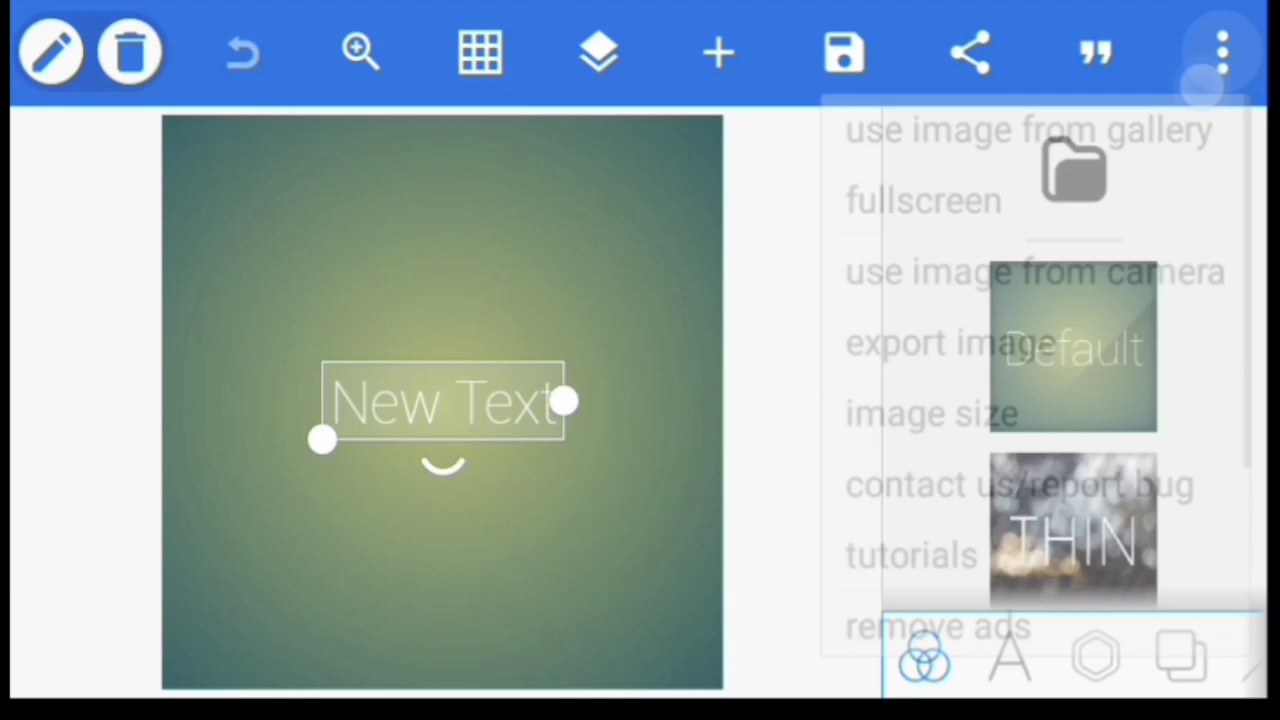 New Text
use image from gallery
fullscreen
use image from camera
Default
export image
image size
contact us/report bug
THIN
tutorials
remove ads